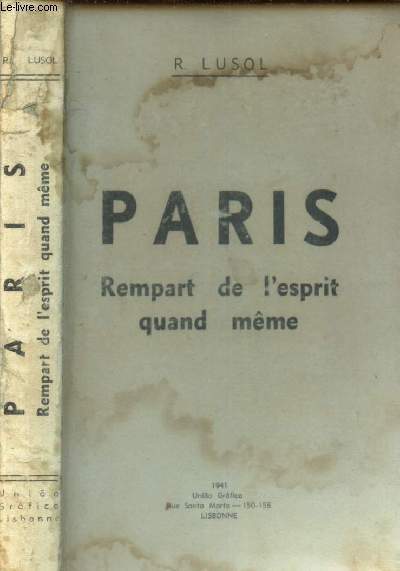 www.le-livre.com
R. LUSOL
PARIS
Rempart de l'esprit quand même
União
Gráfica
Lisbonne
R. LUSOL
PARIS
Rempart de l'esprit
quand même
1941
União Gráfica
Rue Santa Marta — 150-158
LISBONNE